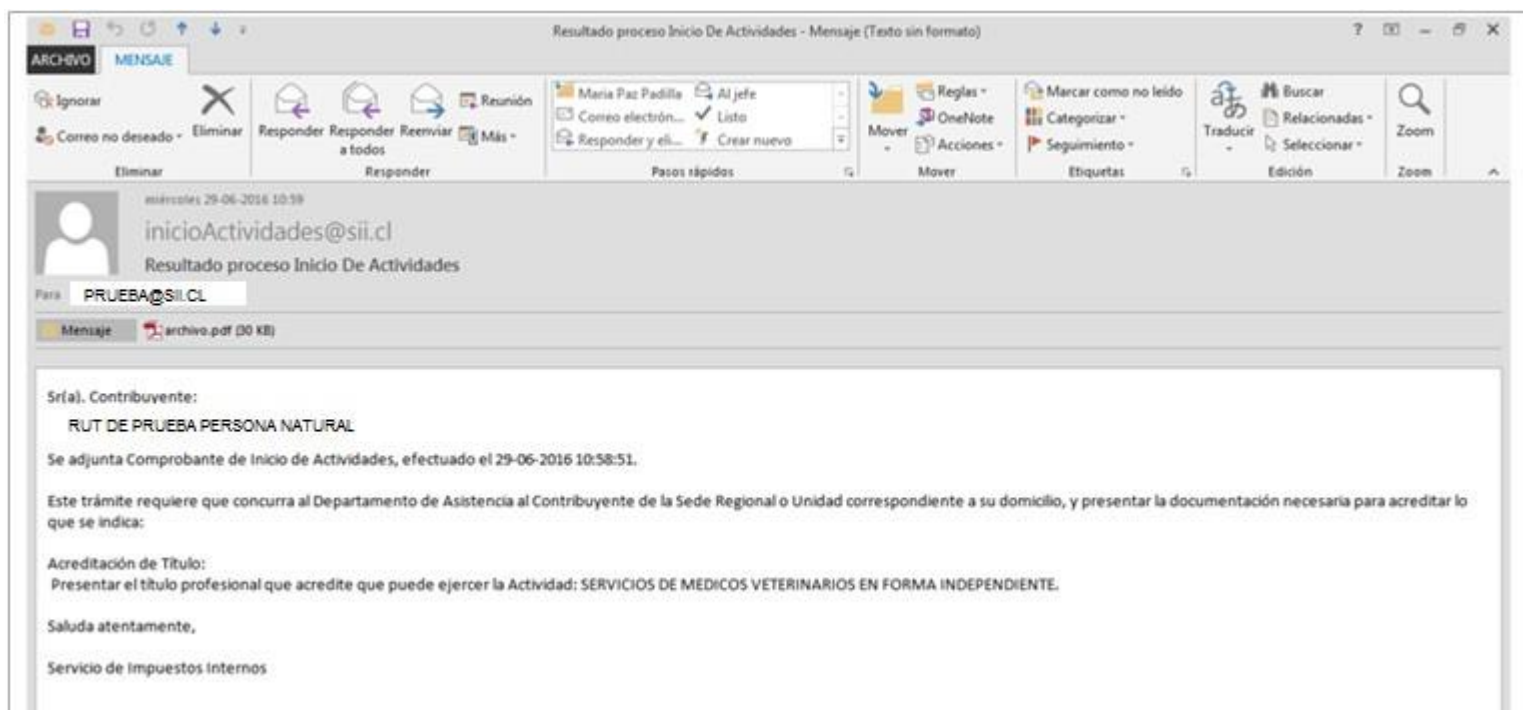 Resultado proceso Inicio De Actividades - Mensaje (Texto sin formato)
ARCHIVO MENSAJE
Ignorar
Correo no deseado
Eliminar
Responder
Responder a todos
Reenviar
Reunión
Más
Maria Paz Padilla
Al jefe
Correo electrón...
Listo
Responder y eli...
Crear nuevo
Mover
Reglas
OneNote
Acciones
Marcar como no leído
Categorizar
Seguimiento
Traducir
Buscar
Relacionadas
Seleccionar
Zoom
Eliminar Responder Pasos rápidos Mover Etiquetas Edición Zoom
miércoles 29-06-2016 10:59
inicioActividades@sii.cl
Resultado proceso Inicio De Actividades
Para PRUEBA@SII.CL
Mensaje archivo.pdf (30 KB)
Sr(a). Contribuyente:
RUT DE PRUEBA PERSONA NATURAL
Se adjunta Comprobante de Inicio de Actividades, efectuado el 29-06-2016 10:58:51.
Este trámite requiere que concurra al Departamento de Asistencia al Contribuyente de la Sede Regional o Unidad correspondiente a su domicilio, y presentar la documentación necesaria para acreditar lo
que se indica:
Acreditación de Título:
Presentar el título profesional que acredite que puede ejercer la Actividad: SERVICIOS DE MEDICOS VETERINARIOS EN FORMA INDEPENDIENTE.
Saluda atentamente,
Servicio de Impuestos Internos